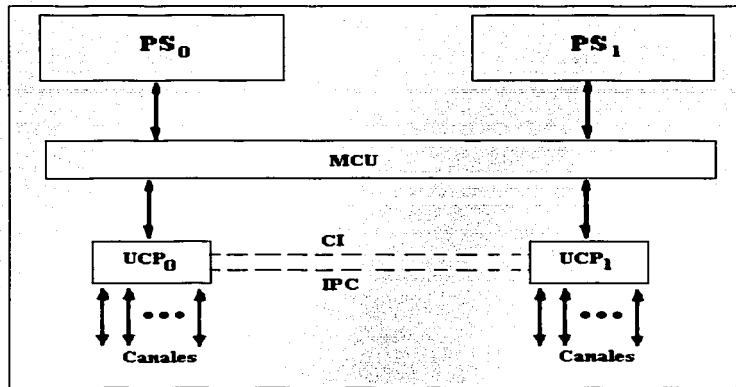 PS0 PS1
MCU
CI
UCP0 UCP1
IPC
Canales Canales